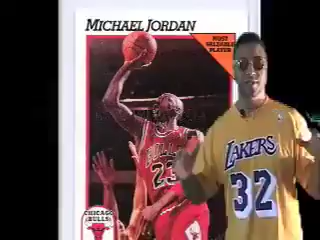 MICHAEL JORDAN
MOST
VALUABLE
PLAYER
BULLS
23
LAKERS
32
CHICAGO
BULLS